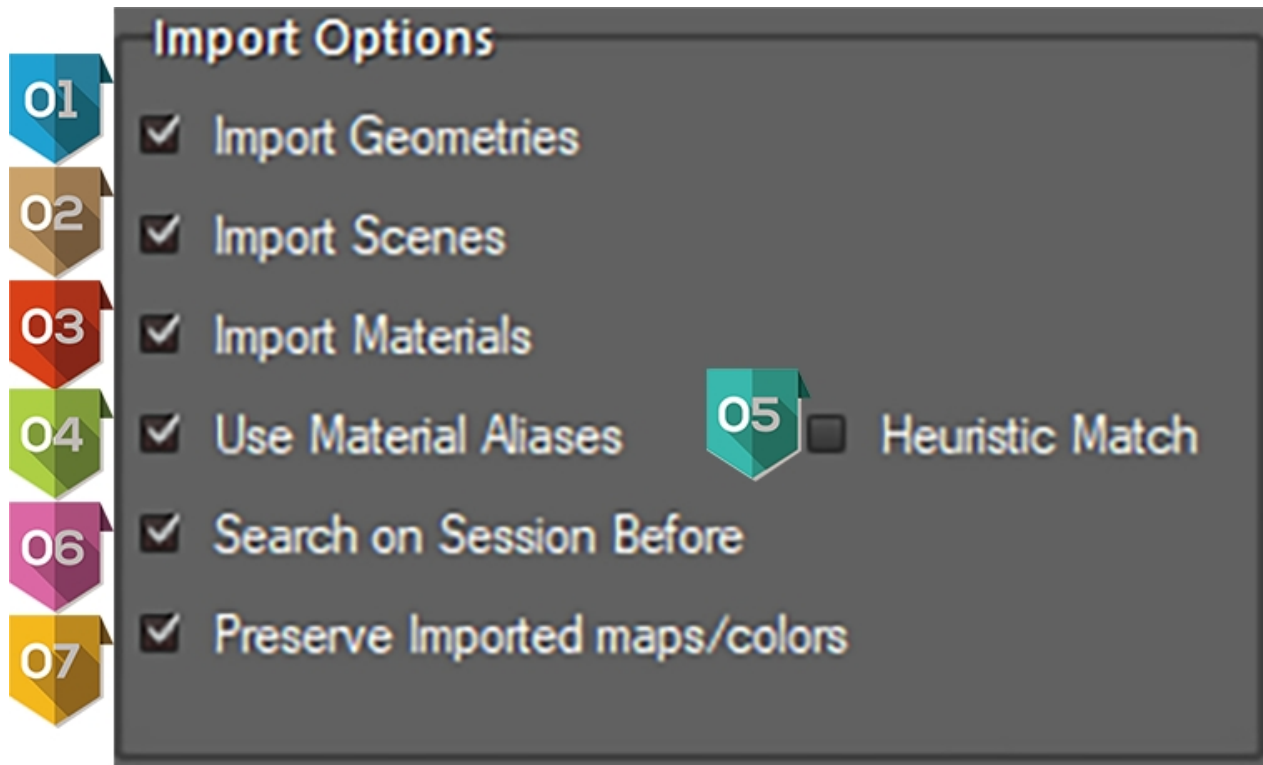 Import Options
01
Import Geometries
02
Import Scenes
03
Import Materials
04
Use Material Aliases
05
Heuristic Match
06
Search on Session Before
07
Preserve Imported maps/colors